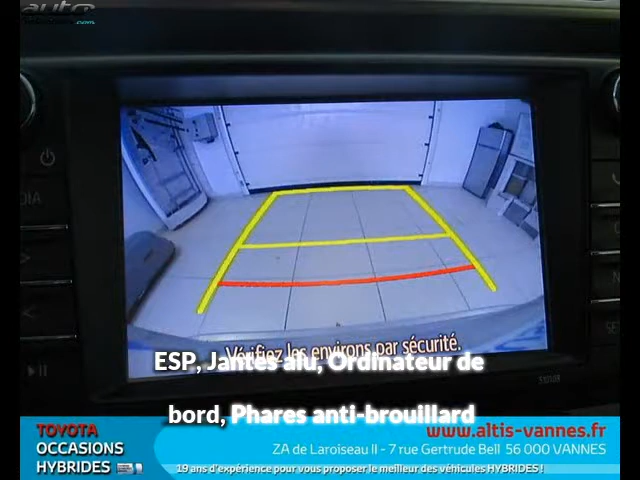 auto
DIA
Vérifiez les environs par sécurité.
ESP, Jantes alu, Ordinateur de
bord, Phares anti-brouillard
TOYOTA
OCCASIONS
HYBRIDES
www.altis-vannes.fr
ZA de Laroiseau II - 7 rue Gertrude Bell 56 000 VANNES
19 ans d'expérience pour vous proposer le meilleur des véhicules HYBRIDES !